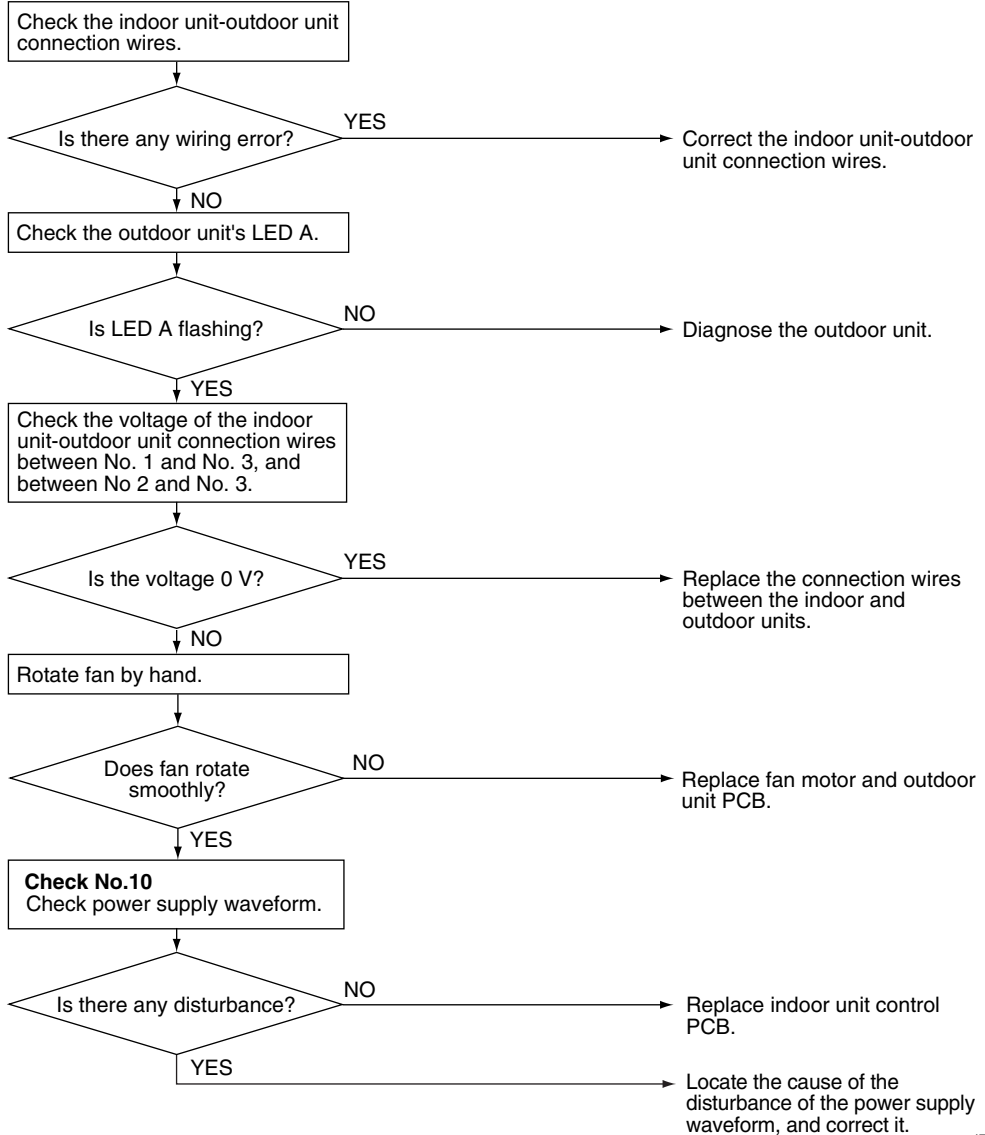 Check the indoor unit-outdoor unit
connection wires.
Is there any wiring error?
YES
Correct the indoor unit-outdoor
unit connection wires.
NO
Check the outdoor unit's LED A.
Is LED A flashing?
NO
Diagnose the outdoor unit.
YES
Check the voltage of the indoor
unit-outdoor unit connection wires
between No. 1 and No. 3, and
between No 2 and No. 3.
Is the voltage 0 V?
YES
Replace the connection wires
between the indoor and
outdoor units.
NO
Rotate fan by hand.
Does fan rotate
smoothly?
NO
Replace fan motor and outdoor
unit PCB.
YES
Check No.10
Check power supply waveform.
Is there any disturbance?
NO
Replace indoor unit control
PCB.
YES
Locate the cause of the
disturbance of the power supply
waveform, and correct it.